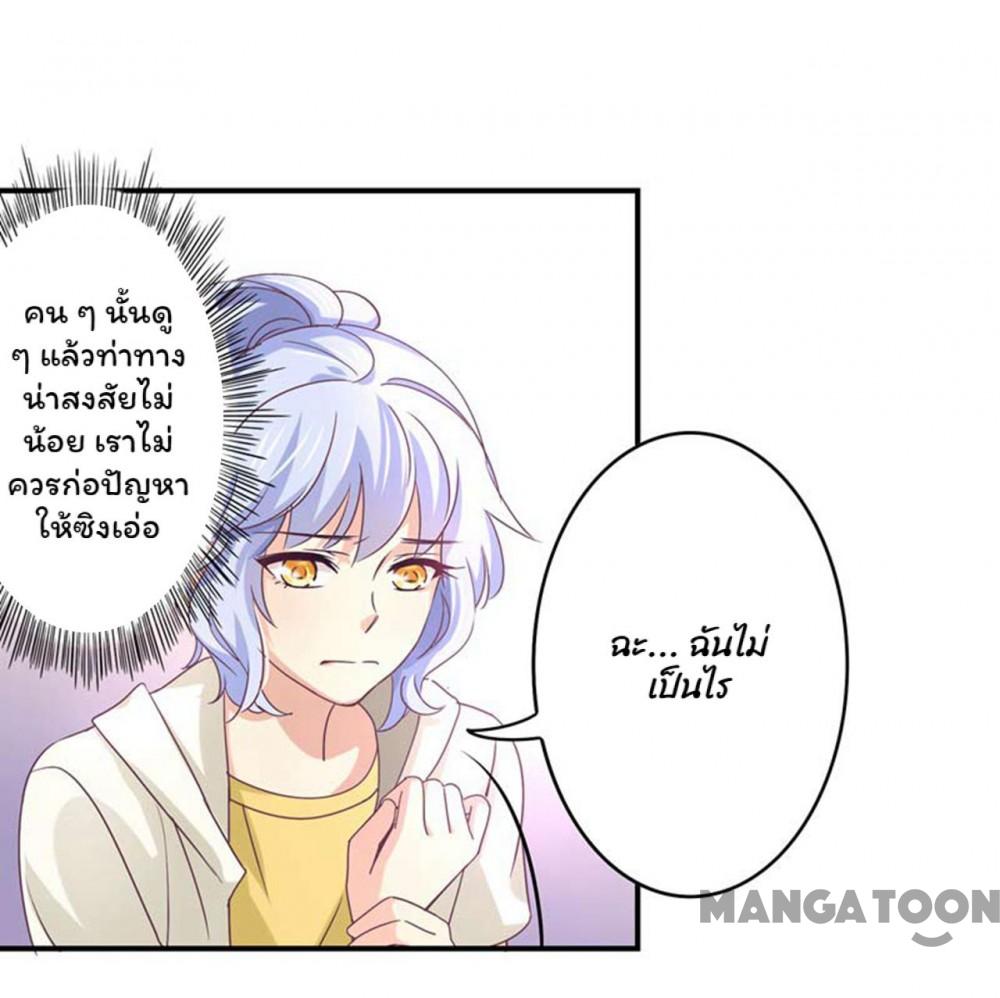 คน ๆ นั้นดู
ๆ แล้วท่าทาง
น่าสงสัยไม่
น้อย เราไม่
ควรก่อปัญหา
ให้ซิงเอ่อ
ฉะ... ฉันไม่
เป็นไร
MANGATOON